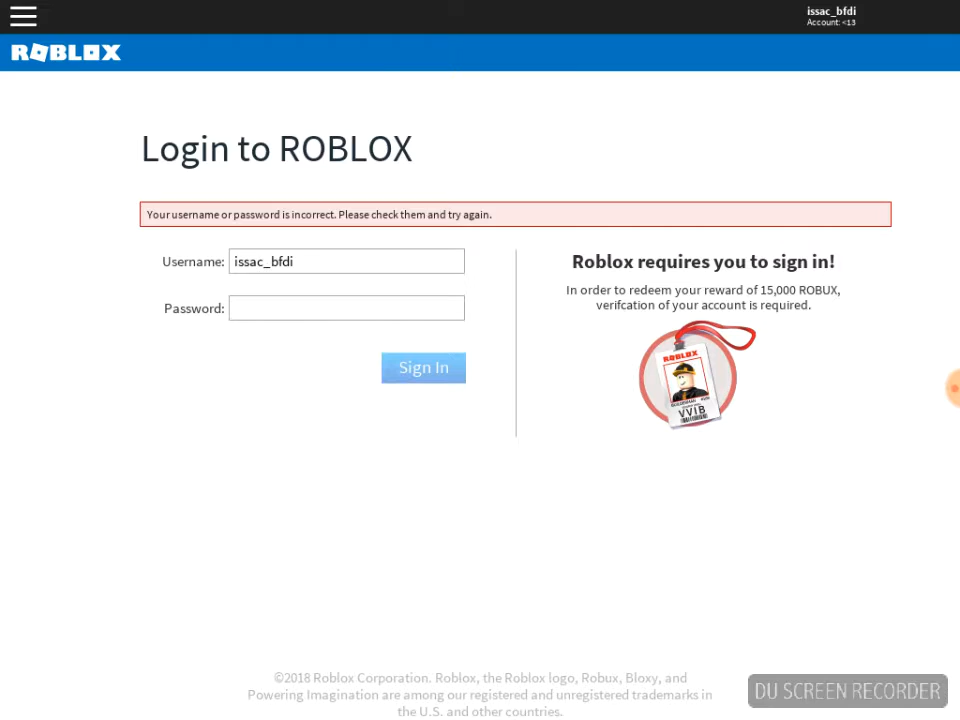 issac_bfdi
Account: <13
ROBLOX
Login to ROBLOX
Your username or password is incorrect. Please check them and try again.
Username: issac_bfdi
Password:
Sign In
Roblox requires you to sign in!
In order to redeem your reward of 15,000 ROBUX,
verifcation of your account is required.
ROBLOX
VVIB
©2018 Roblox Corporation. Roblox, the Roblox logo, Robux, Bloxy, and
Powering Imagination are among our registered and unregistered trademarks in
the U.S. and other countries.
DU SCREEN RECORDER